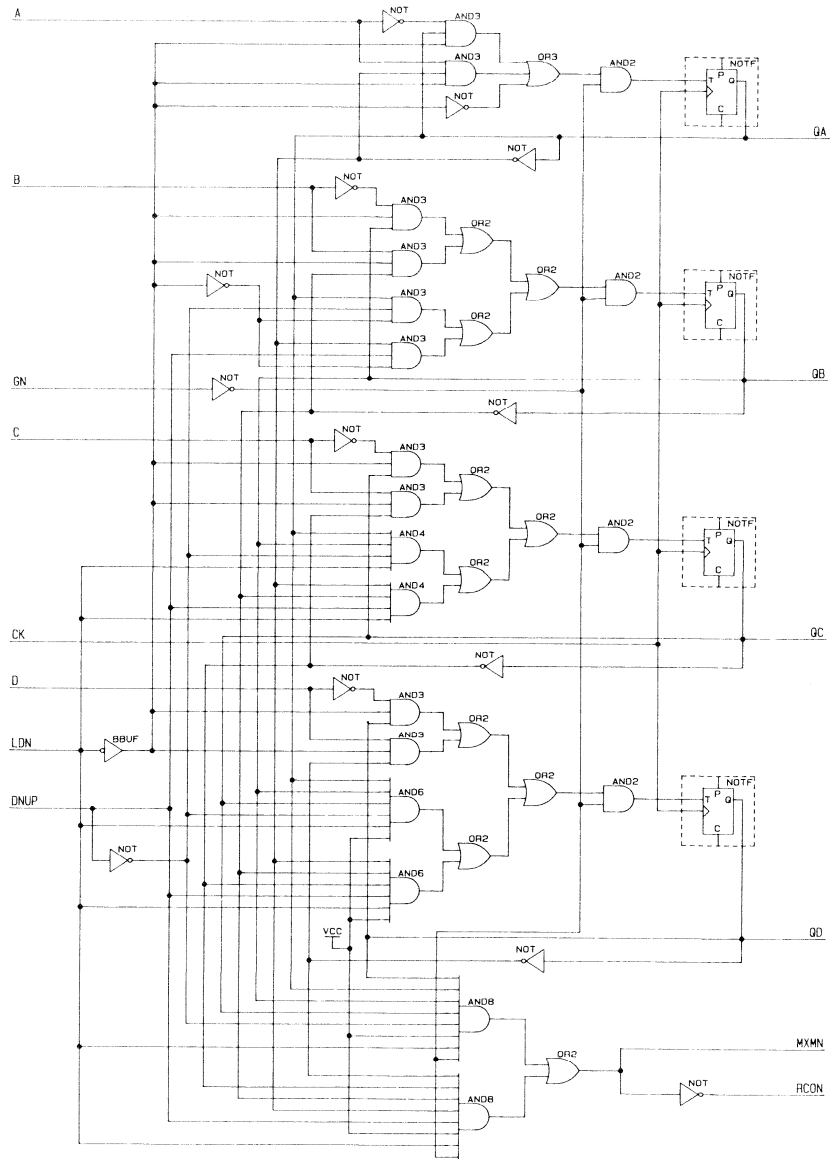 A
NOT
AND3
AND3
OR3
AND2
NOTF
P
T
Q
C
NOT
QA
NOT
B
NOT
AND3
OR2
AND3
NOT
OR2
AND2
NOTF
P
T
Q
C
AND3
OR2
AND3
GN
NOT
QB
NOT
C
NOT
AND3
OR2
AND3
OR2
AND2
NOTF
P
T
Q
C
AND4
OR2
AND4
CK
QC
NOT
D
NOT
AND3
OR2
AND3
LDN
BBUF
OR2
AND2
NOTF
P
T
Q
C
DNUP
AND6
OR2
NOT
AND6
VCC
QD
NOT
AND8
OR2
MXMN
NOT
RCON
AND8